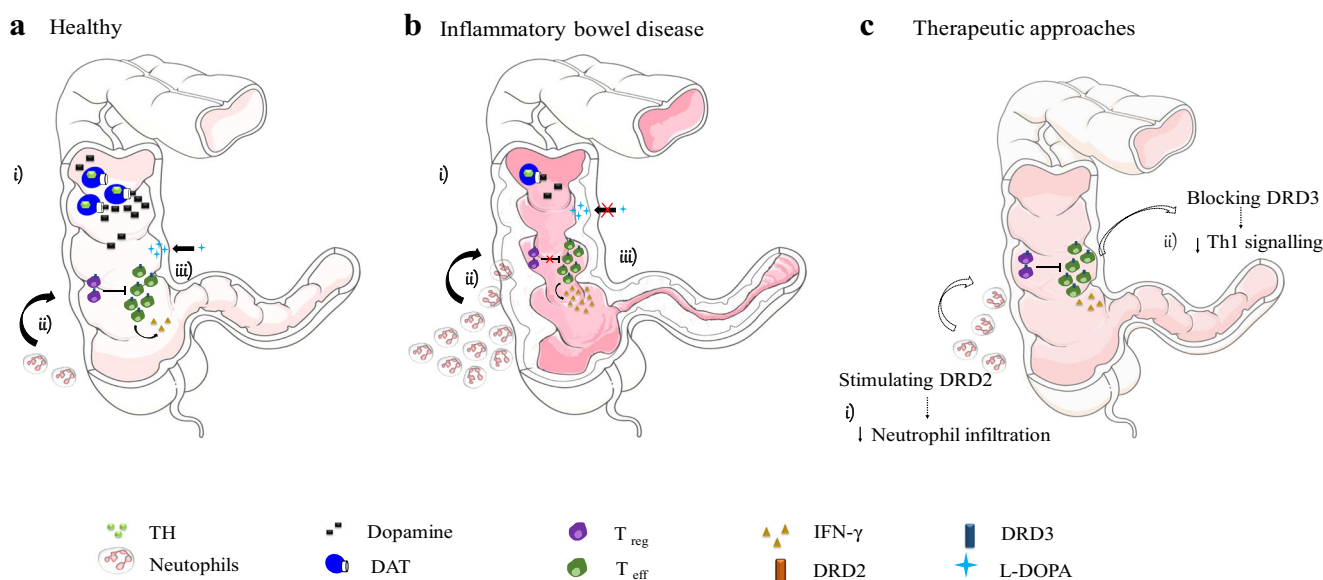 a Healthy
i)
ii)
iii)
b Inflammatory bowel disease
i)
ii)
iii)
c Therapeutic approaches
Blocking DRD3
ii)
↓ Th1 signalling
Stimulating DRD2
i)
↓ Neutrophil infiltration
TH
Dopamine
T reg
IFN-γ
DRD3
Neutophils
DAT
T eff
DRD2
L-DOPA